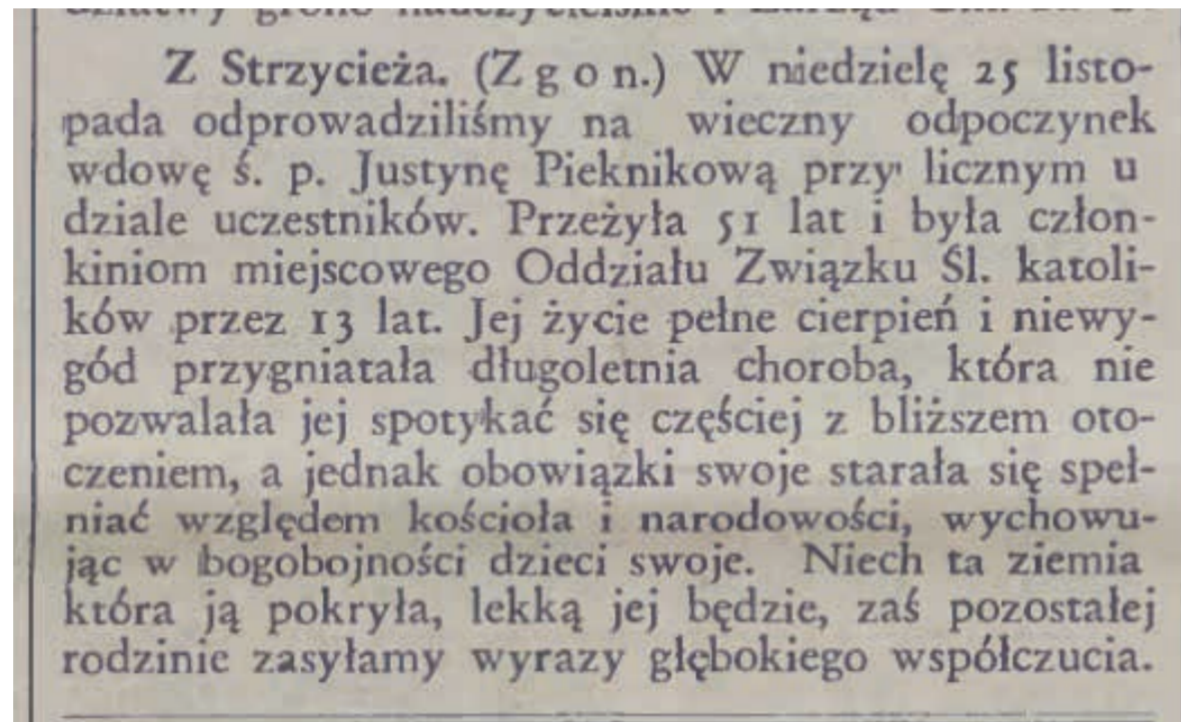 Z Strzycieża. (Zgon.) W niedzielę 25 listo-
pada odprowadziliśmy na wieczny odpoczynek
wdowę ś. p. Justynę Pieknikową przy licznym u
dziale uczestników. Przeżyła 51 lat i była człon-
kiniom miejscowego Oddziału Związku Śl. katoli-
ków przez 13 lat. Jej życie pełne cierpień i niewy-
gód przygniatała długoletnia choroba, która nie
pozwalała jej spotykać się częściej z bliższem oto-
czeniem, a jednak obowiązki swoje starała się speł-
niać względem kościoła i narodowości, wychowu-
jąc w bogobojności dzieci swoje. Niech ta ziemia
która ją pokryła, lekką jej będzie, zaś pozostałej
rodzinie zasyłamy wyrazy głębokiego współczucia.